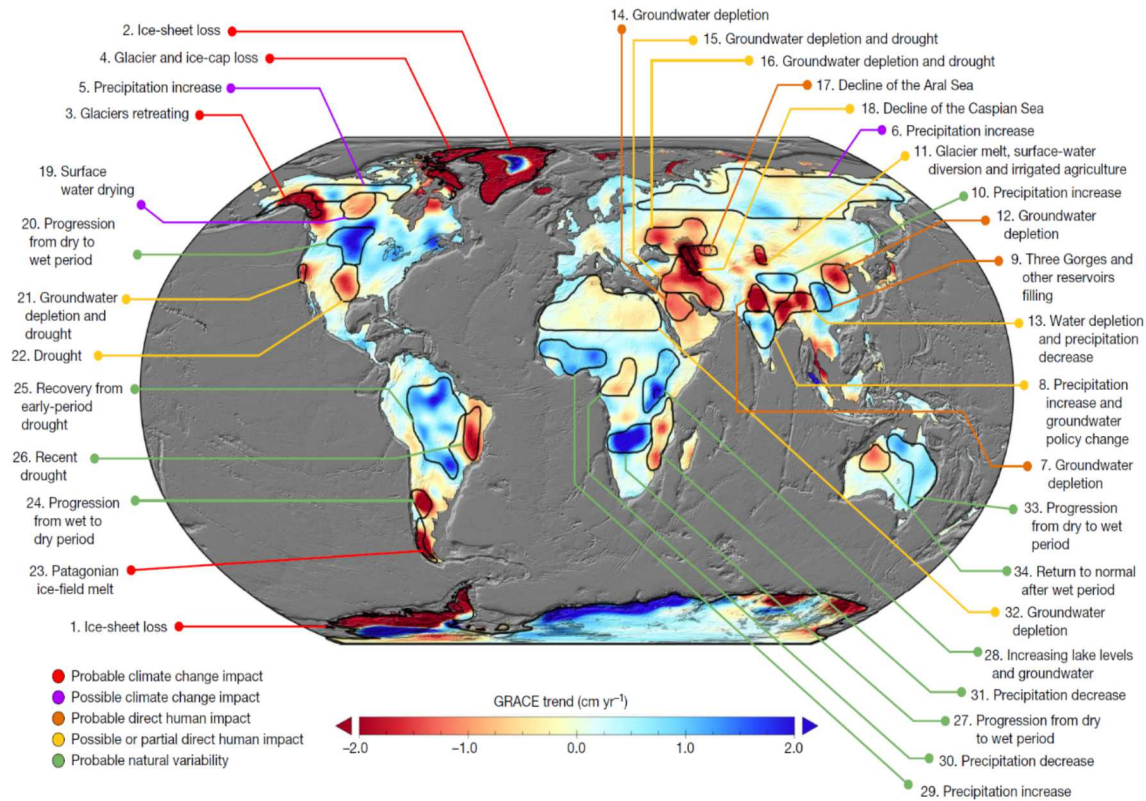 2. Ice-sheet loss
4. Glacier and ice-cap loss
5. Precipitation increase
3. Glaciers retreating
19. Surface
water drying
20. Progression
from dry to
wet period
21. Groundwater
depletion and
drought
22. Drought
25. Recovery from
early-period
drought
26. Recent
drought
24. Progression
from wet to
dry period
23. Patagonian
ice-field melt
1. Ice-sheet loss
14. Groundwater depletion
15. Groundwater depletion and drought
16. Groundwater depletion and drought
17. Decline of the Aral Sea
18. Decline of the Caspian Sea
6. Precipitation increase
11. Glacier melt, surface-water
diversion and irrigated agriculture
10. Precipitation increase
12. Groundwater
depletion
9. Three Gorges and
other reservoirs
filling
13. Water depletion
and precipitation
decrease
8. Precipitation
increase and
groundwater
policy change
7. Groundwater
depletion
33. Progression
from dry to wet
period
34. Return to normal
after wet period
32. Groundwater
depletion
28. Increasing lake levels
and groundwater
31. Precipitation decrease
27. Progression from dry
to wet period
30. Precipitation decrease
29. Precipitation increase
Probable climate change impact
Possible climate change impact
Probable direct human impact
Possible or partial direct human impact
Probable natural variability
GRACE trend (cm yr⁻¹)
−2.0 −1.0 0.0 1.0 2.0